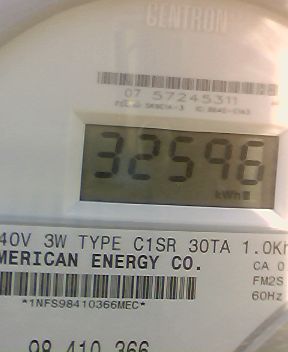 CENTRON
07 57245311
32596
kWh
40V 3W TYPE C1SR 30TA 1.0Kh
MERICAN ENERGY CO.
CA 0
FM2S
60Hz
*1NFS98410366MEC*
98 410 366